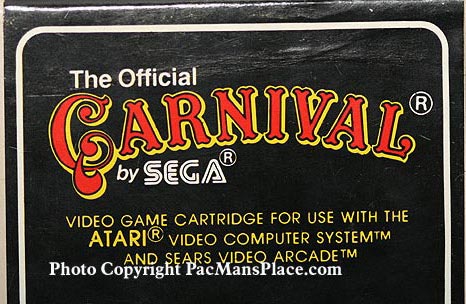 The Official
CARNIVAL®
by SEGA®
VIDEO GAME CARTRIDGE FOR USE WITH THE
ATARI® VIDEO COMPUTER SYSTEM™
AND SEARS VIDEO ARCADE™
Photo Copyright PacMansPlace.com